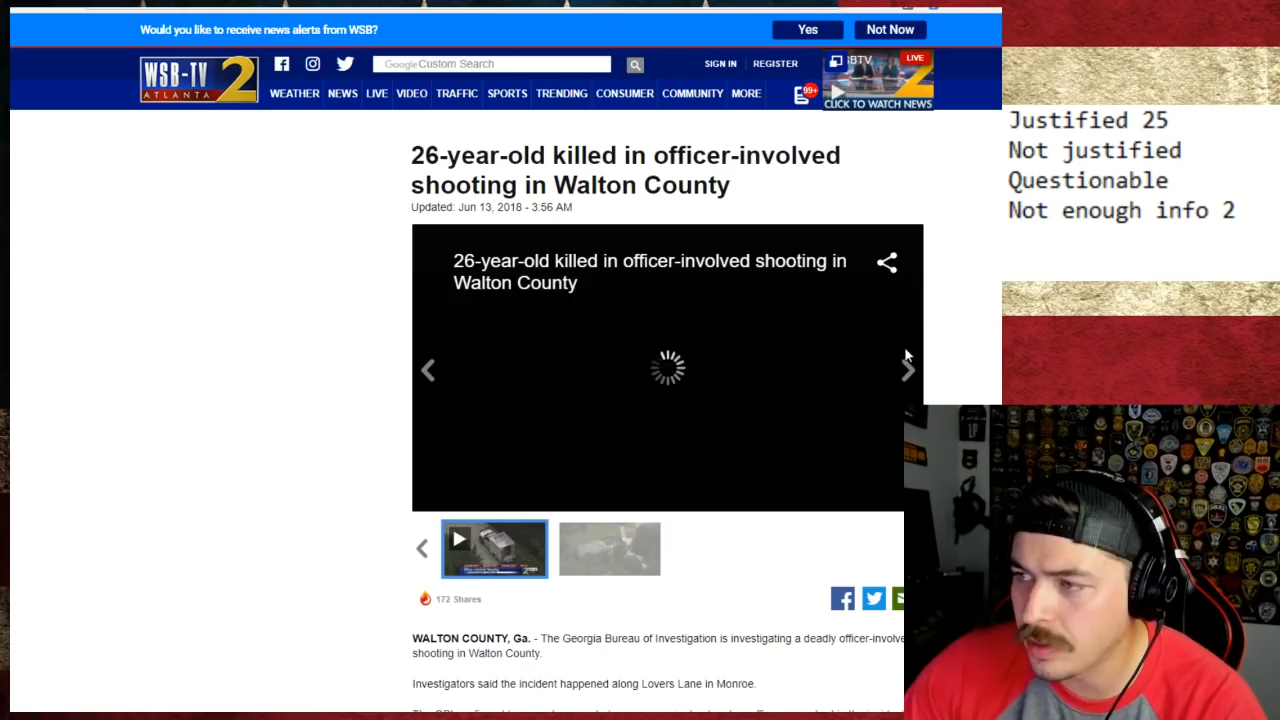 Would you like to receive news alerts from WSB?
Yes
Not Now
WSB-TV 2
ATLANTA
Google Custom Search
SIGN IN
REGISTER
LIVE
CLICK TO WATCH NEWS
WEATHER NEWS LIVE VIDEO TRAFFIC SPORTS TRENDING CONSUMER COMMUNITY MORE
99+
26-year-old killed in officer-involved
shooting in Walton County
Updated: Jun 13, 2018 - 3:56 AM
26-year-old killed in officer-involved shooting in
Walton County
172 Shares
WALTON COUNTY, Ga. - The Georgia Bureau of Investigation is investigating a deadly officer-involve
shooting in Walton County.
Investigators said the incident happened along Lovers Lane in Monroe.
Justified 25
Not justified
Questionable
Not enough info 2